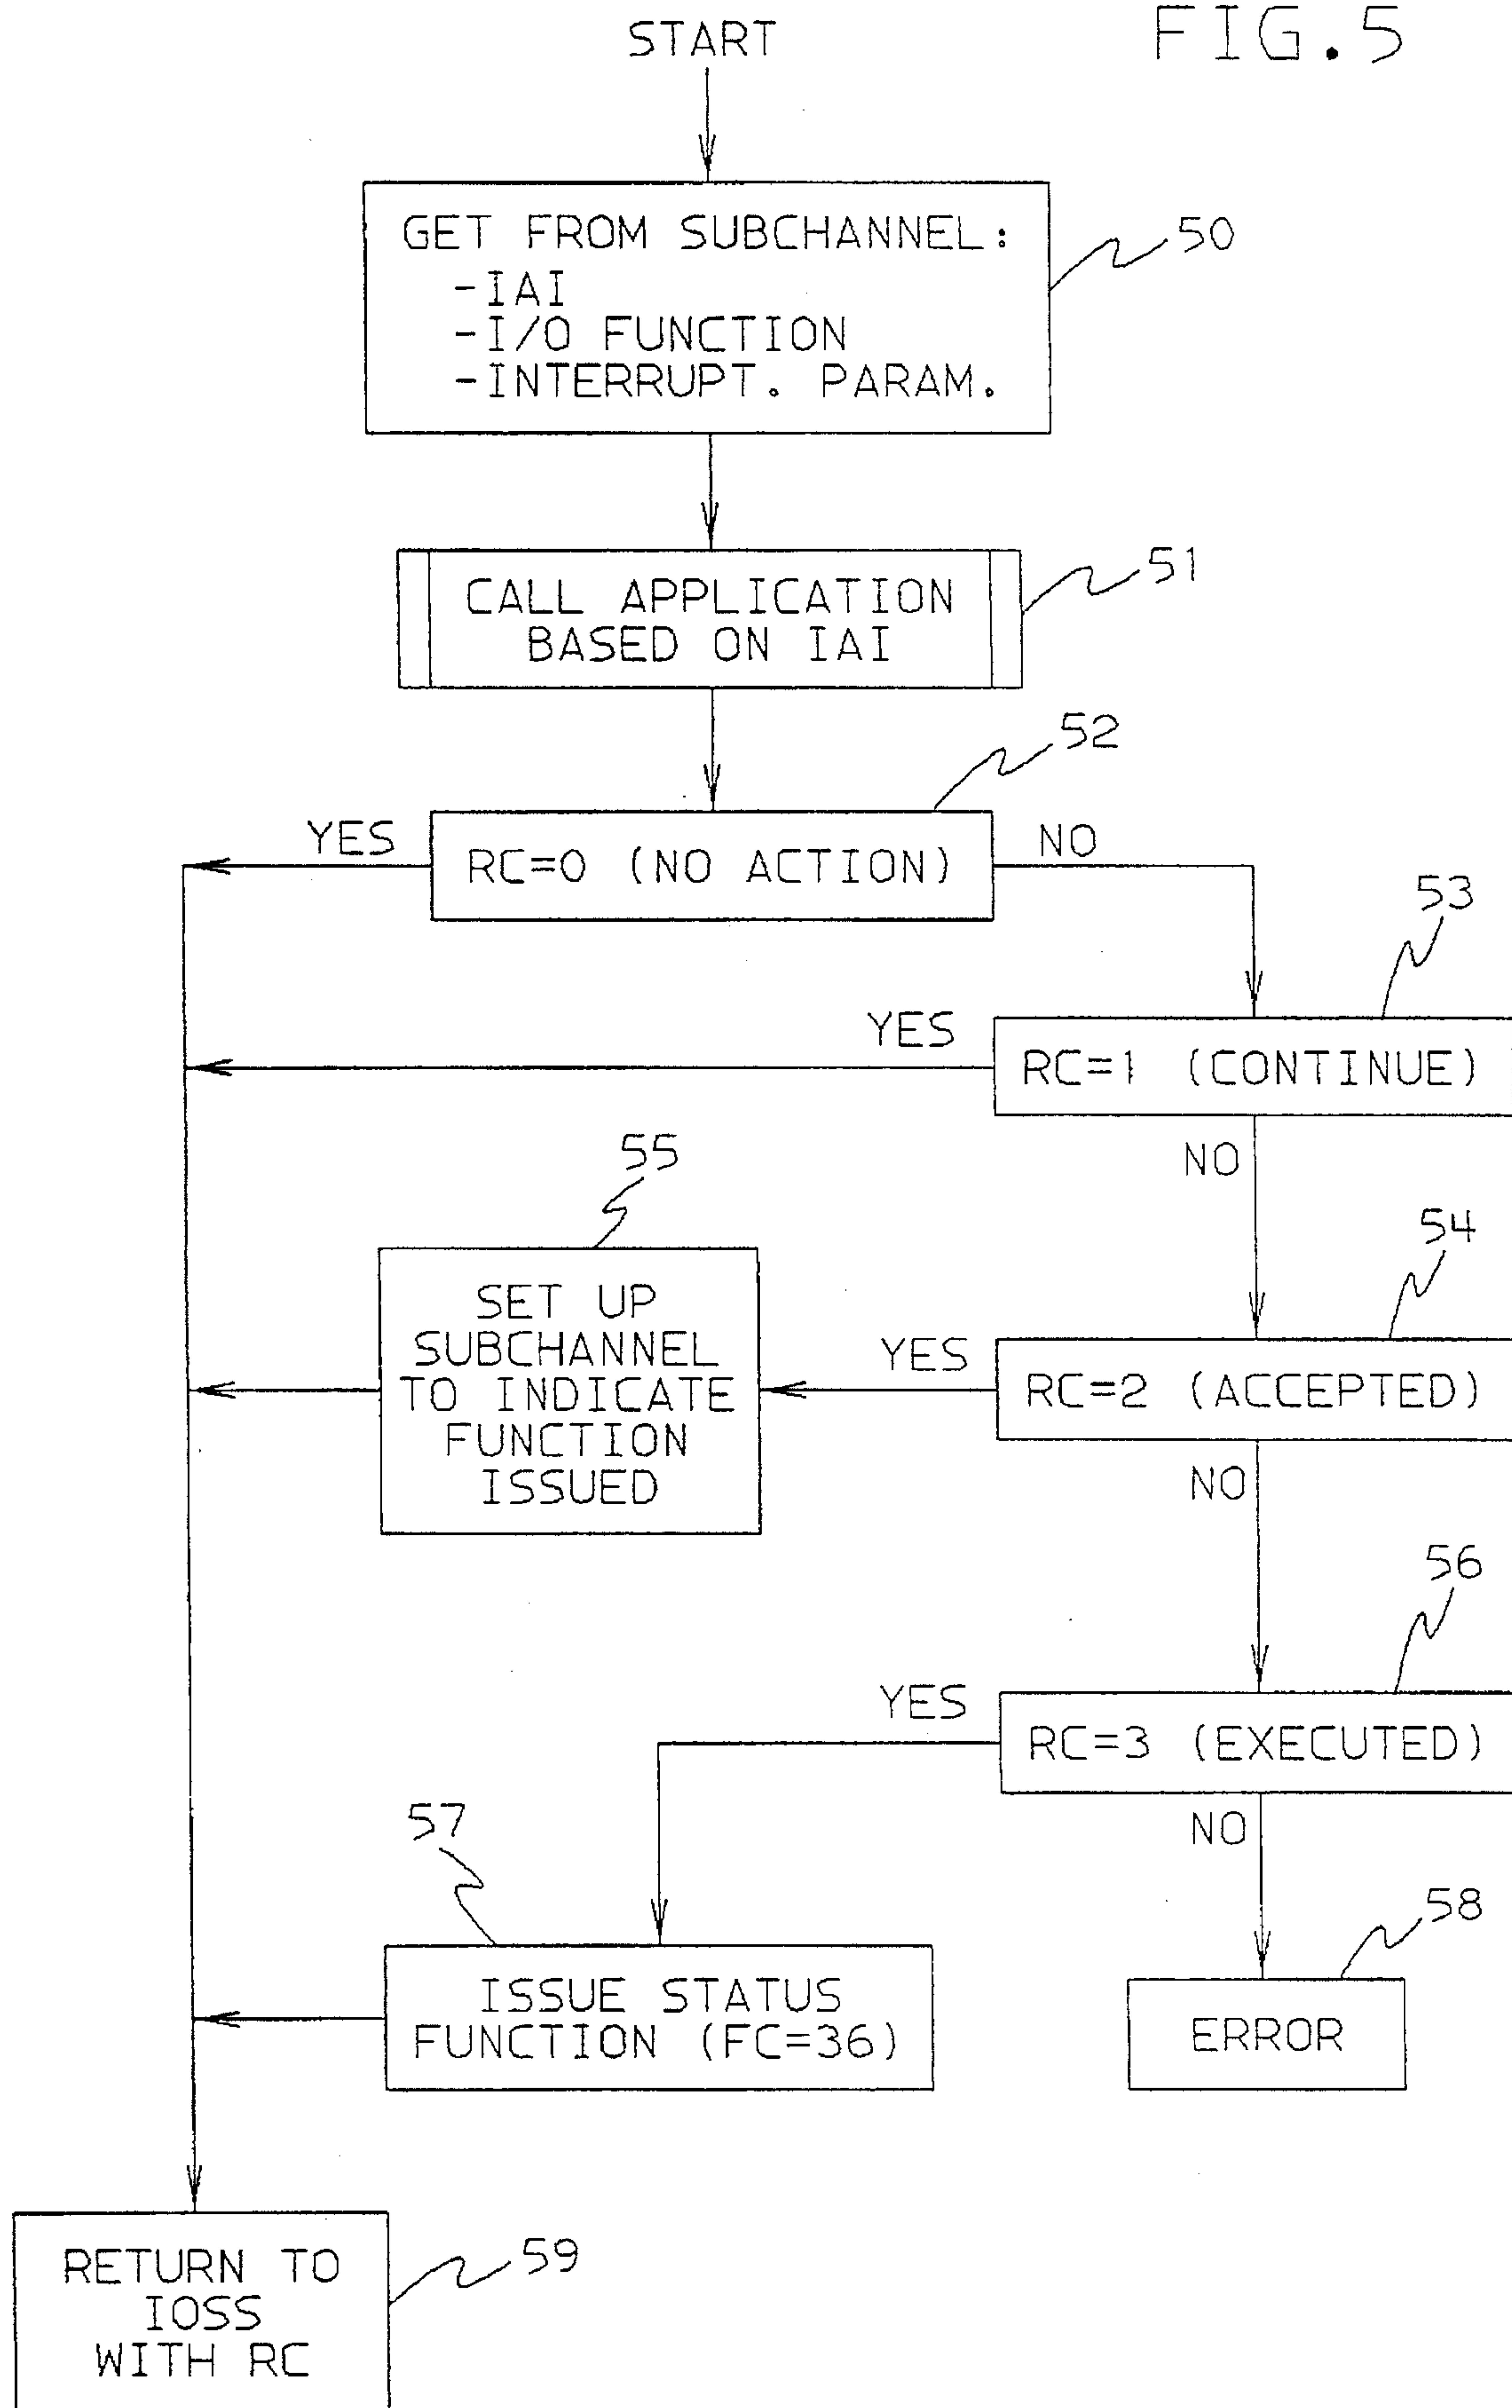 FIG.5
START
GET FROM SUBCHANNEL:
-IAI
-I/O FUNCTION
-INTERRUPT. PARAM.
50
CALL APPLICATION
BASED ON IAI
51
52
YES
RC=0 (NO ACTION)
NO
53
YES
RC=1 (CONTINUE)
NO
54
55
SET UP
SUBCHANNEL
TO INDICATE
FUNCTION
ISSUED
YES
RC=2 (ACCEPTED)
NO
56
YES
RC=3 (EXECUTED)
NO
57
ISSUE STATUS
FUNCTION (FC=36)
58
ERROR
RETURN TO
IOSS
WITH RC
59